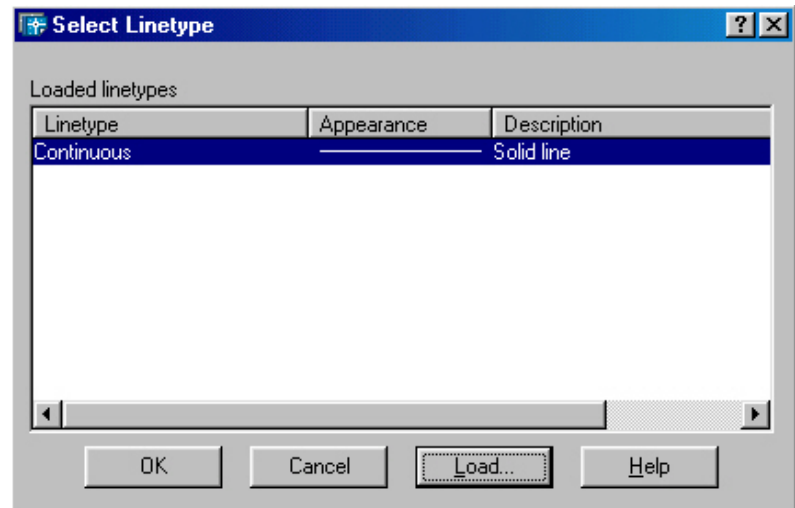 Select Linetype
Loaded linetypes
Linetype Appearance Description
Continuous Solid line
OK Cancel Load... Help